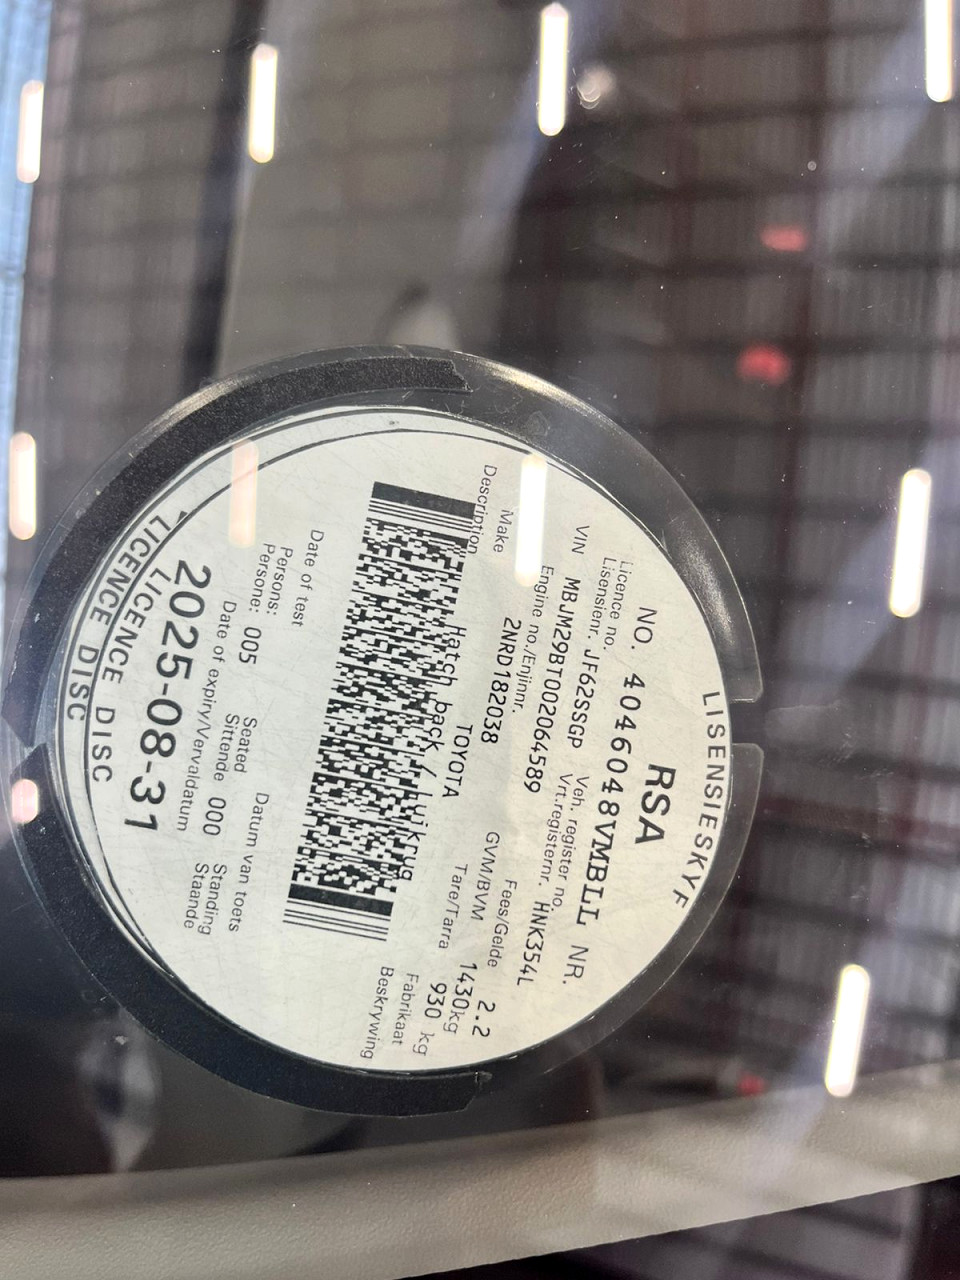 LISENSIESKYF
RSA
NO. 4046048VMBLL NR.
Licence no.
Lisensienr. JF62SSGP
Veh. register no.
Vrt.registernr. HNK354L
VIN MBJM29BT002064589
Engine no./Enjinnr.
2NRD182038
Fees/Gelde 2.2
GVM/BVM 1430kg
Tare/Tarra 930 kg
Make TOYOTA Fabrikaat
Description Hatch back / Luikrug Beskrywing
Date of test Datum van toets
Persons:
Persone: 005
Seated
Sittende 000
Standing
Staande
Date of expiry/Vervaldatum
2025-08-31
LICENCE DISC
LICENCE DISC